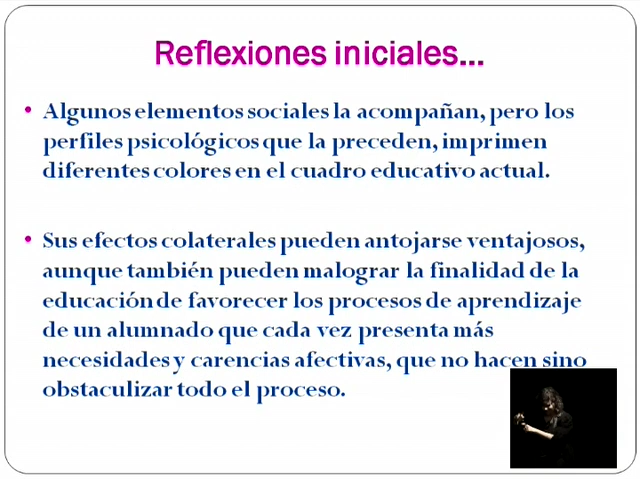 Reflexiones iniciales...
• Algunos elementos sociales la acompañan, pero los
perfiles psicológicos que la preceden, imprimen
diferentes colores en el cuadro educativo actual.
• Sus efectos colaterales pueden antojarse ventajosos,
aunque también pueden malograr la finalidad de la
educación de favorecer los procesos de aprendizaje
de un alumnado que cada vez presenta más
necesidades y carencias afectivas, que no hacen sino
obstaculizar todo el proceso.